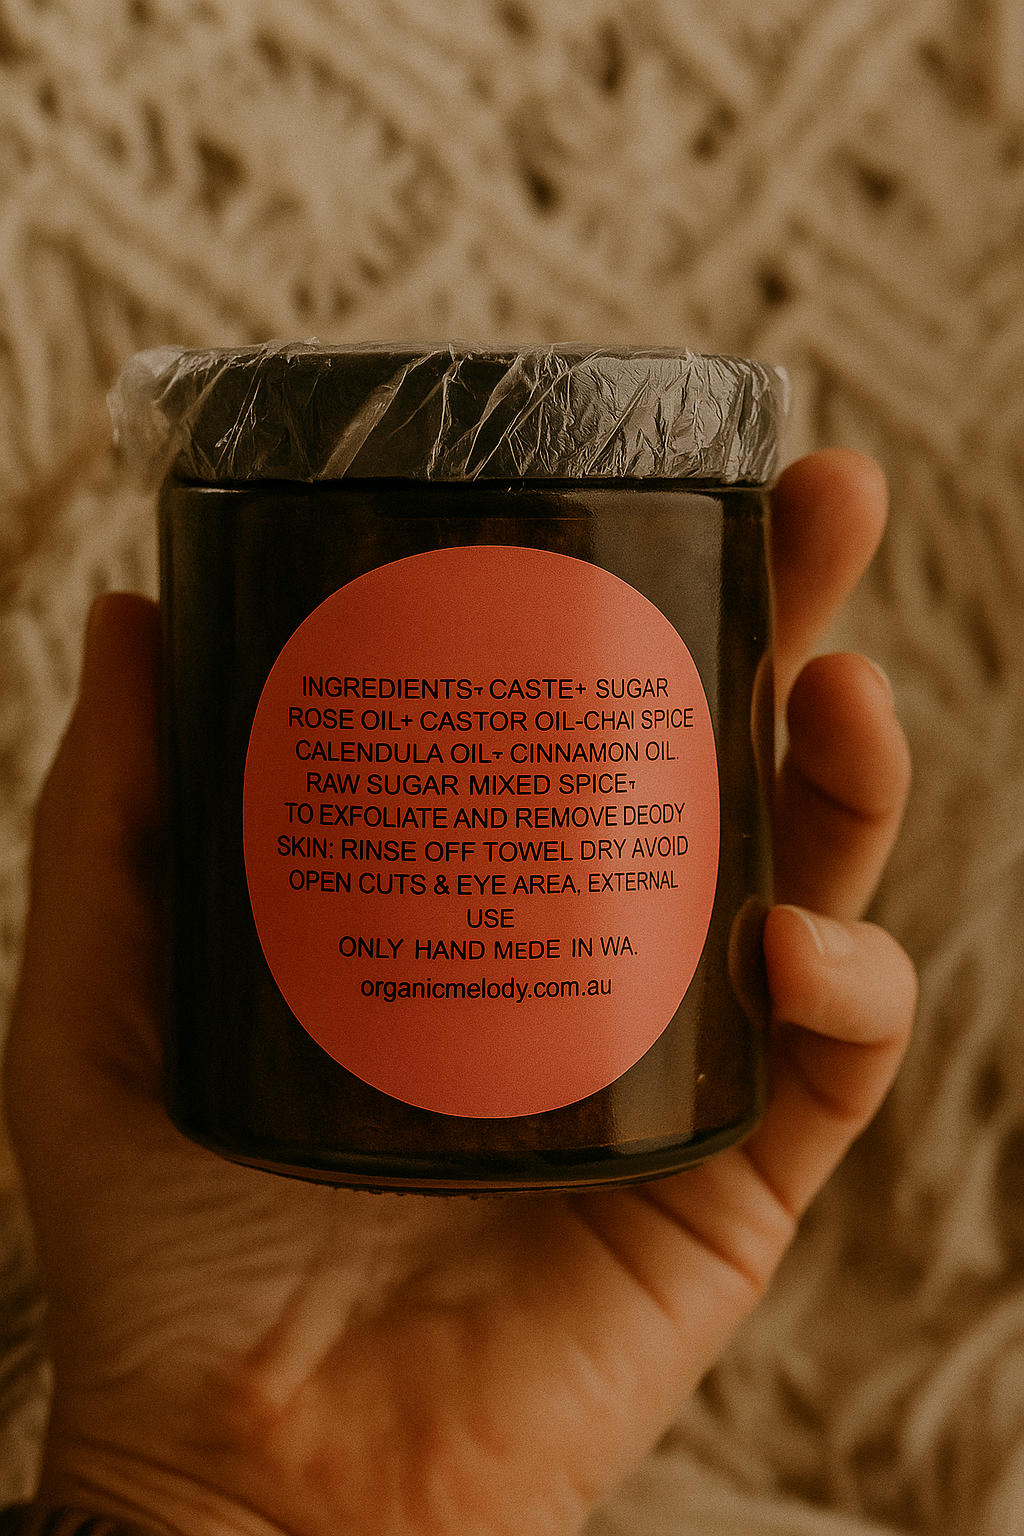 INGREDIENTS- CASTE+ SUGAR
ROSE OIL+ CASTOR OIL-CHAI SPICE
CALENDULA OIL- CINNAMON OIL.
RAW SUGAR MIXED SPICE-
TO EXFOLIATE AND REMOVE DEODY
SKIN: RINSE OFF TOWEL DRY AVOID
OPEN CUTS & EYE AREA, EXTERNAL
USE
ONLY HAND MEDE IN WA.
organicmelody.com.au